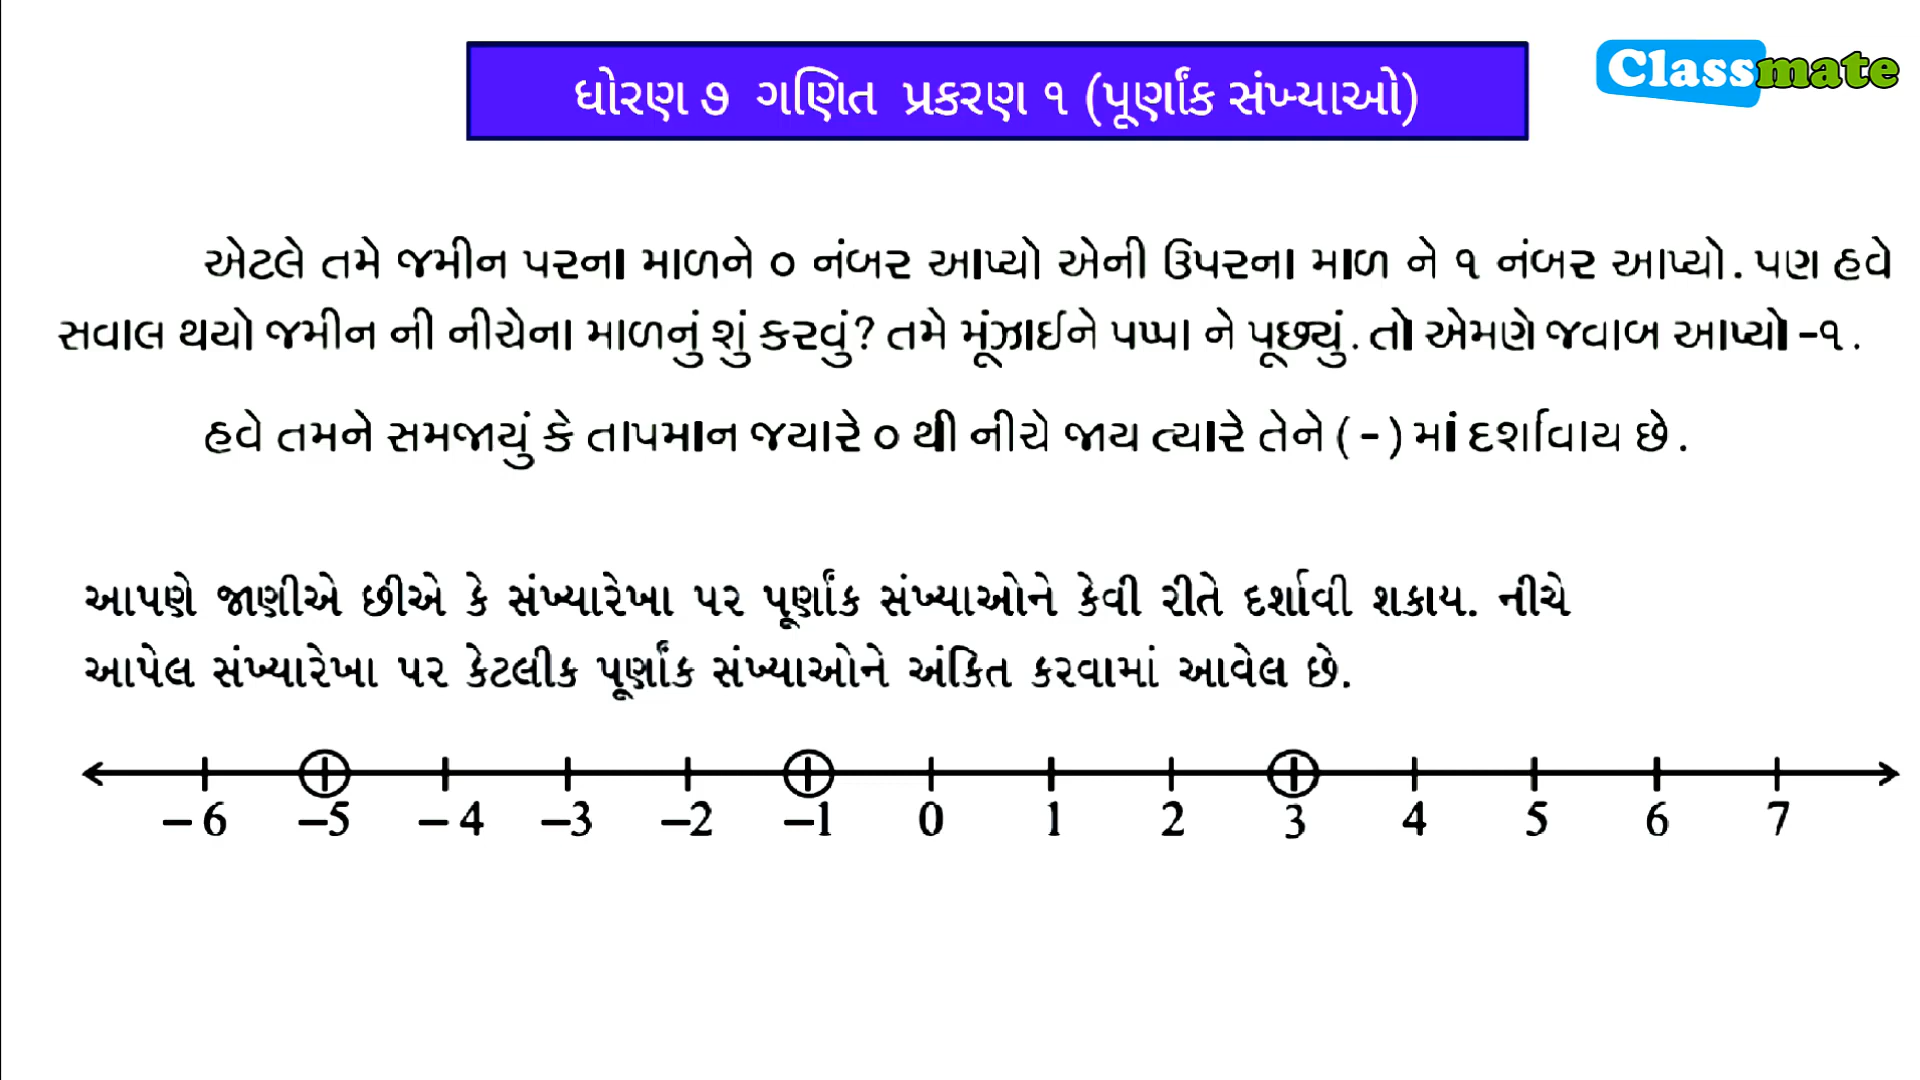 ધોરણ ૭ ગણિત પ્રકરણ ૧ (પૂર્ણાંક સંખ્યાઓ)
Classmate
એટલે તમે જમીન પરના માળને ૦ નંબર આપ્યો એની ઉપરના માળ ને ૧ નંબર આપ્યો. પણ હવે
સવાલ થયો જમીન ની નીચેના માળનું શું કરવું? તમે મૂંઝાઈને પપ્પા ને પૂછ્યું. તો એમણે જવાબ આપ્યો -૧.
હવે તમને સમજાયું કે તાપમાન જયારે ૦ થી નીચે જાય ત્યારે તેને ( - ) માં દર્શાવાય છે.
આપણે જાણીએ છીએ કે સંખ્યારેખા પર પૂર્ણાંક સંખ્યાઓને કેવી રીતે દર્શાવી શકાય. નીચે
આપેલ સંખ્યારેખા પર કેટલીક પૂર્ણાંક સંખ્યાઓને અંકિત કરવામાં આવેલ છે.
–6 –5 –4 –3 –2 –1 0 1 2 3 4 5 6 7